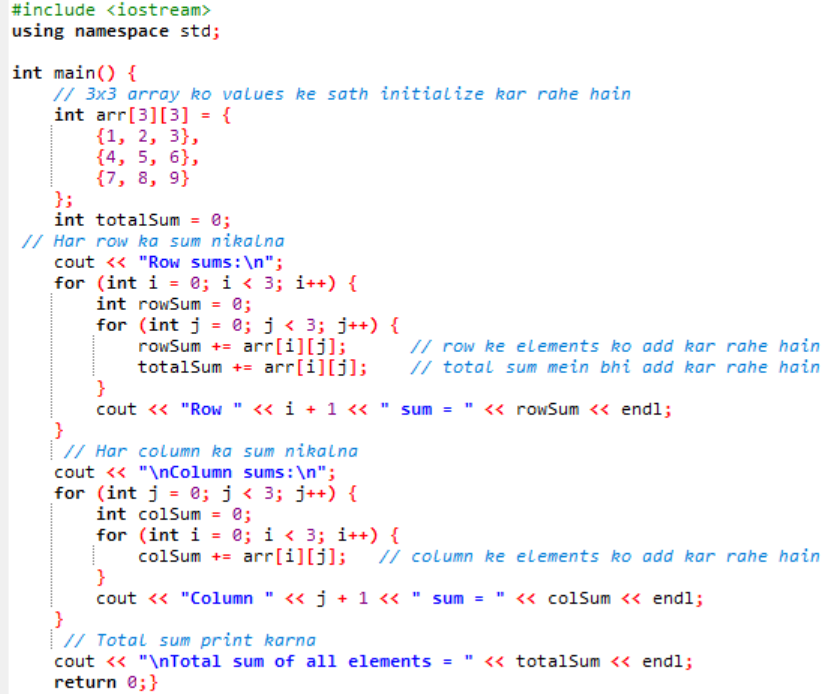 #include <iostream>
using namespace std;

int main() {
    // 3x3 array ko values ke sath initialize kar rahe hain
    int arr[3][3] = {
        {1, 2, 3},
        {4, 5, 6},
        {7, 8, 9}
    };
    int totalSum = 0;
 // Har row ka sum nikalna
    cout << "Row sums:\n";
    for (int i = 0; i < 3; i++) {
        int rowSum = 0;
        for (int j = 0; j < 3; j++) {
            rowSum += arr[i][j];      // row ke elements ko add kar rahe hain
            totalSum += arr[i][j];    // total sum mein bhi add kar rahe hain
        }
        cout << "Row " << i + 1 << " sum = " << rowSum << endl;
    }
     // Har column ka sum nikalna
    cout << "\nColumn sums:\n";
    for (int j = 0; j < 3; j++) {
        int colSum = 0;
        for (int i = 0; i < 3; i++) {
            colSum += arr[i][j];   // column ke elements ko add kar rahe hain
        }
        cout << "Column " << j + 1 << " sum = " << colSum << endl;
    }
     // Total sum print karna
    cout << "\nTotal sum of all elements = " << totalSum << endl;
    return 0;}